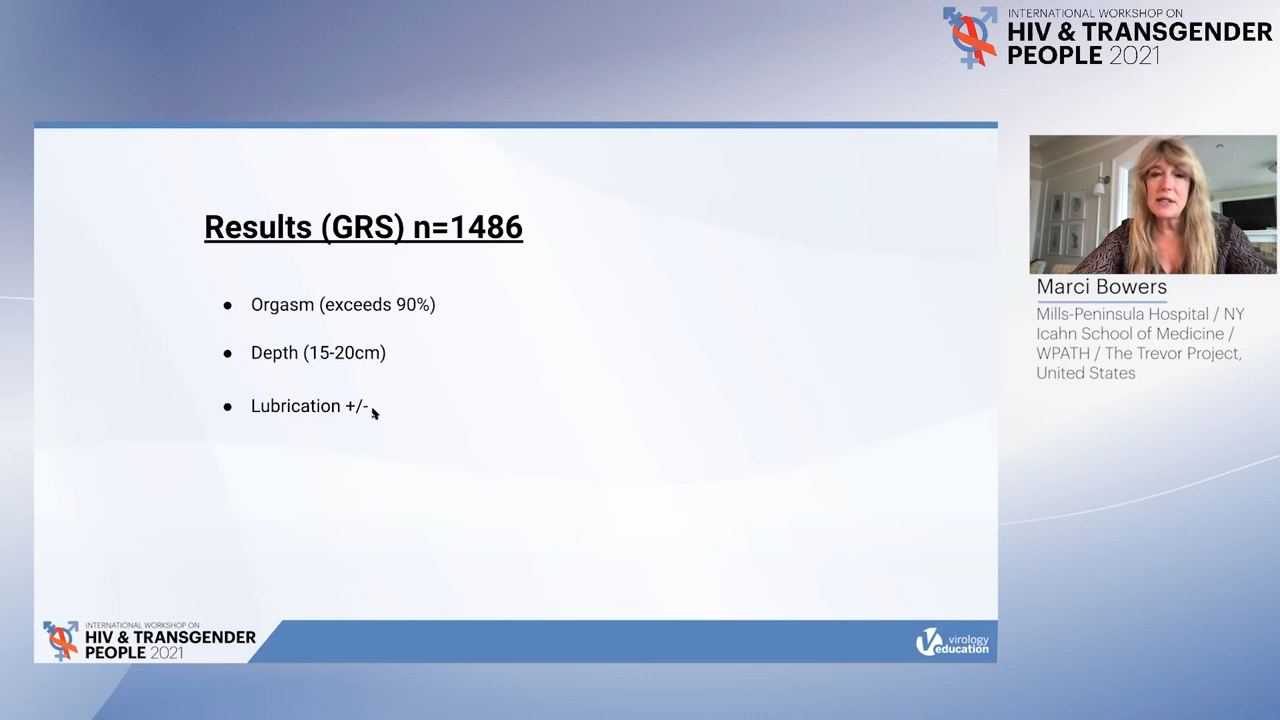 INTERNATIONAL WORKSHOP ON
HIV & TRANSGENDER
PEOPLE 2021
Results (GRS) n=1486
● Orgasm (exceeds 90%)
● Depth (15-20cm)
● Lubrication +/-
Marci Bowers
Mills-Peninsula Hospital / NY
Icahn School of Medicine /
WPATH / The Trevor Project,
United States
INTERNATIONAL WORKSHOP ON
HIV & TRANSGENDER
PEOPLE 2021
virology
education